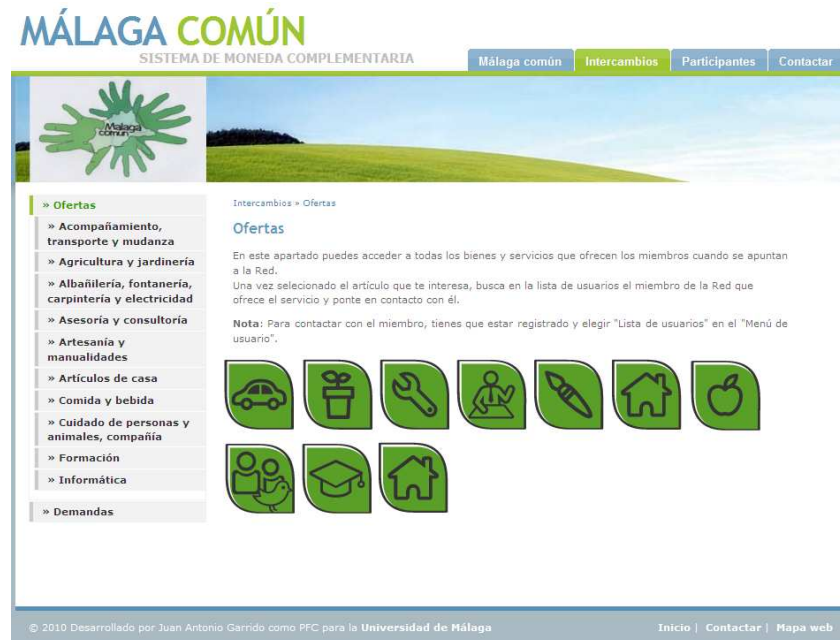 MÁLAGA COMÚN
SISTEMA DE MONEDA COMPLEMENTARIA
Málaga común
Intercambios
Participantes
Contactar
Malaga
común
» Ofertas
» Acompañamiento,
transporte y mudanza
» Agricultura y jardinería
» Albañilería, fontanería,
carpintería y electricidad
» Asesoría y consultoría
» Artesanía y
manualidades
» Artículos de casa
» Comida y bebida
» Cuidado de personas y
animales, compañía
» Formación
» Informática
» Demandas
Intercambios » Ofertas
Ofertas
En este apartado puedes acceder a todas los bienes y servicios que ofrecen los miembros cuando se apuntan
a la Red.
Una vez selecionado el artículo que te interesa, busca en la lista de usuarios el miembro de la Red que
ofrece el servicio y ponte en contacto con él.
Nota: Para contactar con el miembro, tienes que estar registrado y elegir "Lista de usuarios" en el "Menú de
usuario".
© 2010 Desarrollado por Juan Antonio Garrido como PFC para la Universidad de Málaga
Inicio | Contactar | Mapa web